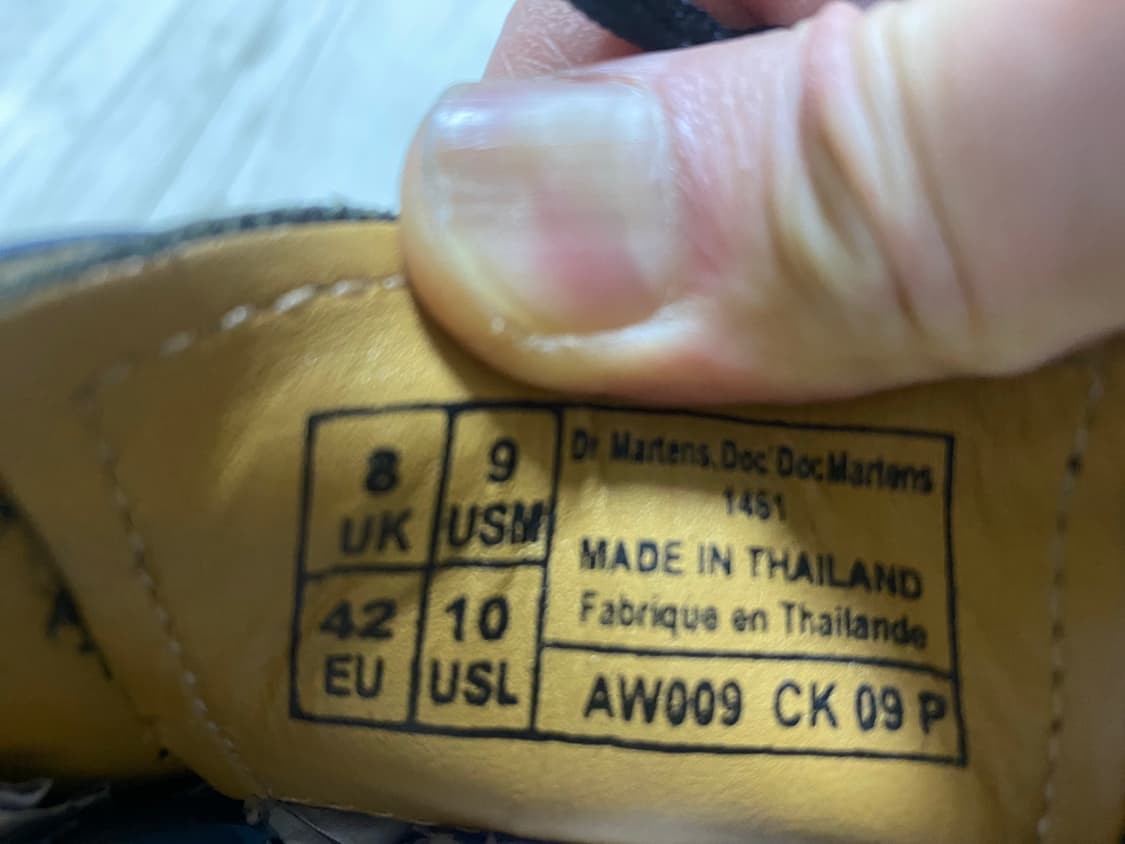 8
UK
9
USM
42
EU
10
USL
Dr Martens.Doc'DocMartens
1461
MADE IN THAILAND
Fabrique en Thailande
AW009 CK 09 P